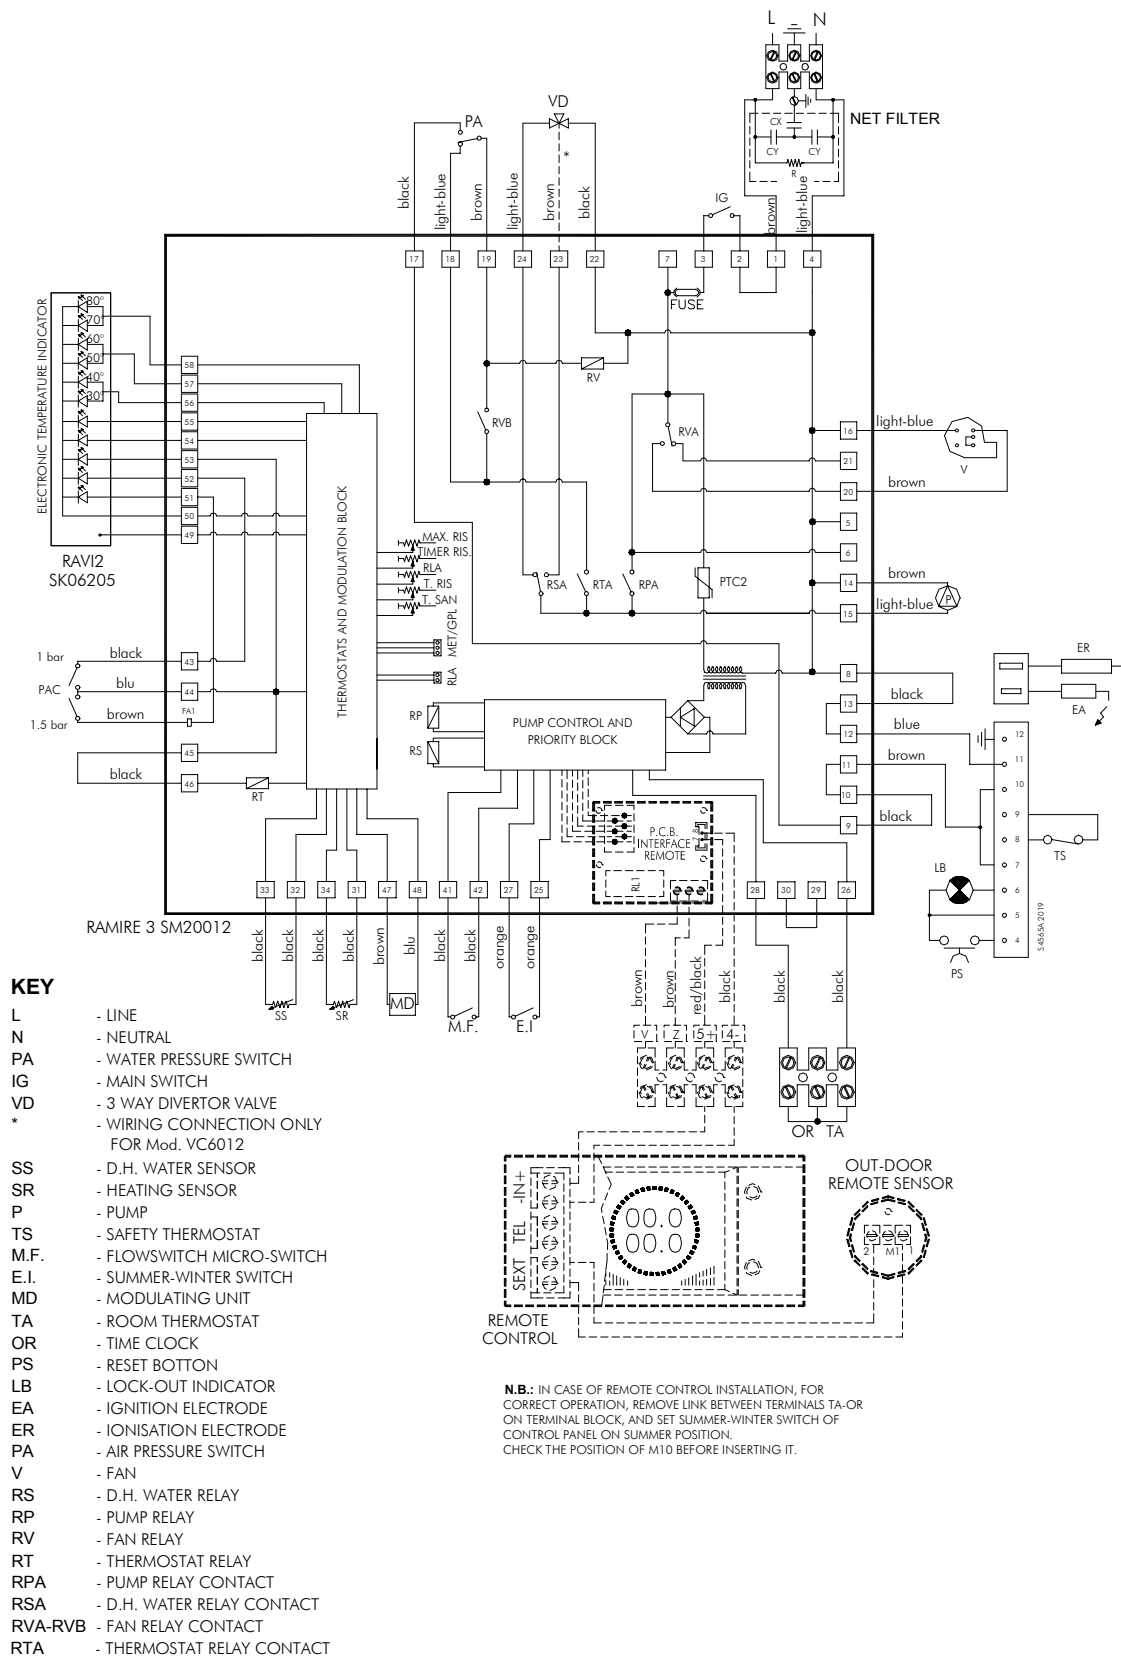 L N
NET FILTER
CX
CY CY
R
VD
PA
*
IG
black
light-blue
brown
light-blue
brown
black
brown
light-blue
17 18 19 24 23 22 7 3 2 1 4
FUSE
RV
RVB
RVA
ELECTRONIC TEMPERATURE INDICATOR
80°
70°
60°
50°
40°
30°
RAVI2
SK06205
58
57
56
55
54
53
52
51
50
49
THERMOSTATS AND MODULATION BLOCK
MAX. RIS
TIMER RIS.
RLA
T. RIS
T. SAN
MET/GPL
RLA
RSA RTA RPA PTC2
16 light-blue
21
20 brown
V
5
6
14 brown
15 light-blue
P
8
13 black
12 blue
11 brown
10
9 black
ER
EA
12
11
10
9
8
7
6
5
4
TS
LB
PS
S4565A 2019
1 bar black 43
PAC blu 44
1.5 bar brown FA1
45
black 46 RT
RP
RS
PUMP CONTROL AND
PRIORITY BLOCK
P.C.B.
INTERFACE
REMOTE
RL1
7 8
33 32 34 31 47 48 41 42 27 25 28 30 29 26
RAMIRE 3 SM20012
black
black
black
black
brown
blu
black
black
orange
orange
brown
brown
red/black
black
black
black
SS SR MD M.F. E.I
V Z 5+ 4-
OR TA
-IN+
TEL
SEXT
00.0
00.0
REMOTE
CONTROL
OUT-DOOR
REMOTE SENSOR
2 M1 1
N.B.: IN CASE OF REMOTE CONTROL INSTALLATION, FOR
CORRECT OPERATION, REMOVE LINK BETWEEN TERMINALS TA-OR
ON TERMINAL BLOCK, AND SET SUMMER-WINTER SWITCH OF
CONTROL PANEL ON SUMMER POSITION.
CHECK THE POSITION OF M10 BEFORE INSERTING IT.
KEY
L - LINE
N - NEUTRAL
PA - WATER PRESSURE SWITCH
IG - MAIN SWITCH
VD - 3 WAY DIVERTOR VALVE
* - WIRING CONNECTION ONLY
FOR Mod. VC6012
SS - D.H. WATER SENSOR
SR - HEATING SENSOR
P - PUMP
TS - SAFETY THERMOSTAT
M.F. - FLOWSWITCH MICRO-SWITCH
E.I. - SUMMER-WINTER SWITCH
MD - MODULATING UNIT
TA - ROOM THERMOSTAT
OR - TIME CLOCK
PS - RESET BOTTON
LB - LOCK-OUT INDICATOR
EA - IGNITION ELECTRODE
ER - IONISATION ELECTRODE
PA - AIR PRESSURE SWITCH
V - FAN
RS - D.H. WATER RELAY
RP - PUMP RELAY
RV - FAN RELAY
RT - THERMOSTAT RELAY
RPA - PUMP RELAY CONTACT
RSA - D.H. WATER RELAY CONTACT
RVA-RVB - FAN RELAY CONTACT
RTA - THERMOSTAT RELAY CONTACT